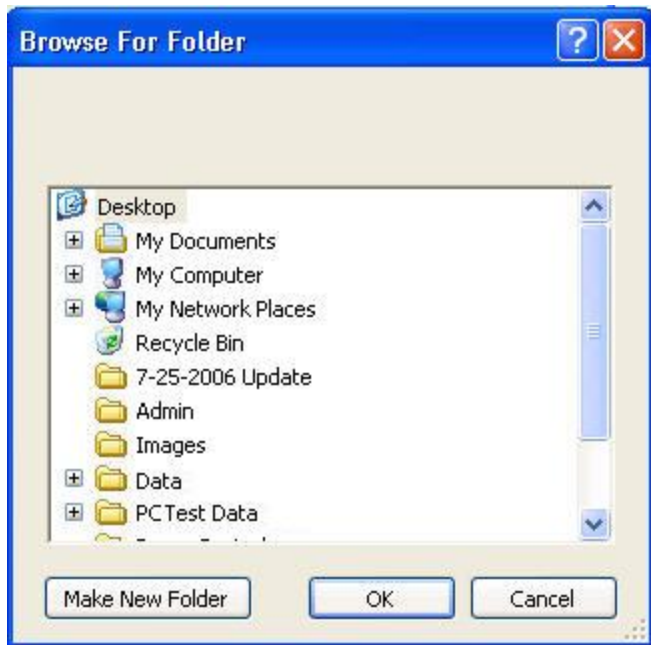 Browse For Folder
Desktop
My Documents
My Computer
My Network Places
Recycle Bin
7-25-2006 Update
Admin
Images
Data
PCTest Data
Make New Folder
OK
Cancel